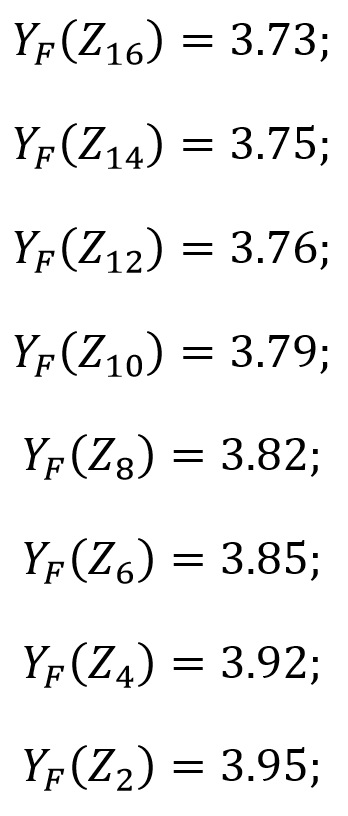 Y_F(Z_16) = 3.73;
Y_F(Z_14) = 3.75;
Y_F(Z_12) = 3.76;
Y_F(Z_10) = 3.79;
Y_F(Z_8) = 3.82;
Y_F(Z_6) = 3.85;
Y_F(Z_4) = 3.92;
Y_F(Z_2) = 3.95;